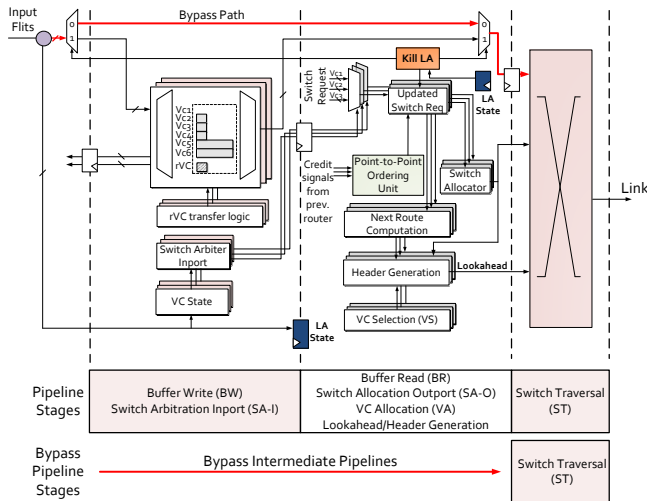 Input
Flits
Bypass Path
0
1
0
1
Kill LA
Switch
Request
Vc1
Vc2
Vc3
Updated
Switch Req
LA
State
Vc1
Vc2
Vc3
Vc4
Vc5
Vc6
rVC
Credit
signals
from
prev.
router
Point-to-Point
Ordering
Unit
Switch
Allocator
Link
rVC transfer logic
Next Route
Computation
Switch Arbiter
Inport
Header Generation
Lookahead
VC State
VC Selection (VS)
LA
State
Pipeline
Stages
Buffer Write (BW)
Switch Arbitration Inport (SA-I)
Buffer Read (BR)
Switch Allocation Outport (SA-O)
VC Allocation (VA)
Lookahead/Header Generation
Switch Traversal
(ST)
Bypass
Pipeline
Stages
Bypass Intermediate Pipelines
Switch Traversal
(ST)